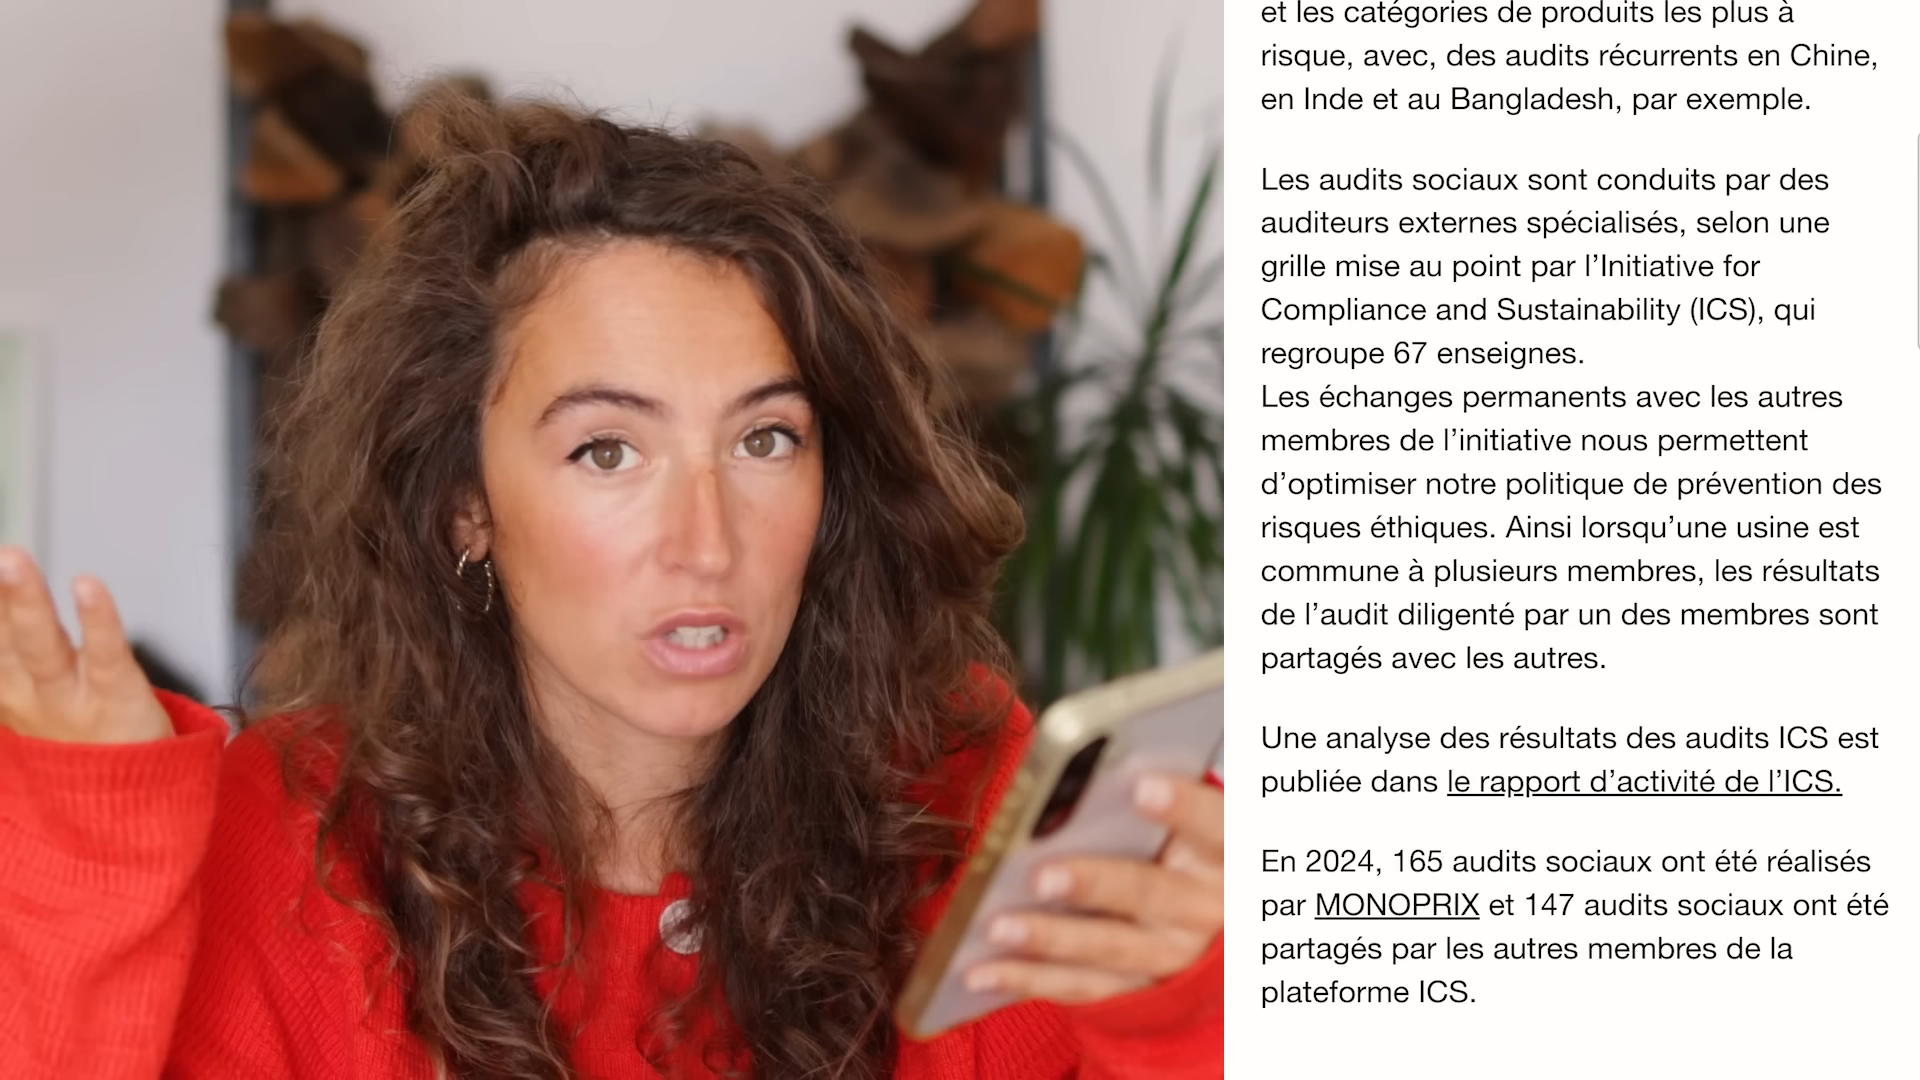 et les catégories de produits les plus à
risque, avec, des audits récurrents en Chine,
en Inde et au Bangladesh, par exemple.
Les audits sociaux sont conduits par des
auditeurs externes spécialisés, selon une
grille mise au point par l’Initiative for
Compliance and Sustainability (ICS), qui
regroupe 67 enseignes.
Les échanges permanents avec les autres
membres de l’initiative nous permettent
d’optimiser notre politique de prévention des
risques éthiques. Ainsi lorsqu’une usine est
commune à plusieurs membres, les résultats
de l’audit diligenté par un des membres sont
partagés avec les autres.
Une analyse des résultats des audits ICS est
publiée dans le rapport d’activité de l’ICS.
En 2024, 165 audits sociaux ont été réalisés
par MONOPRIX et 147 audits sociaux ont été
partagés par les autres membres de la
plateforme ICS.